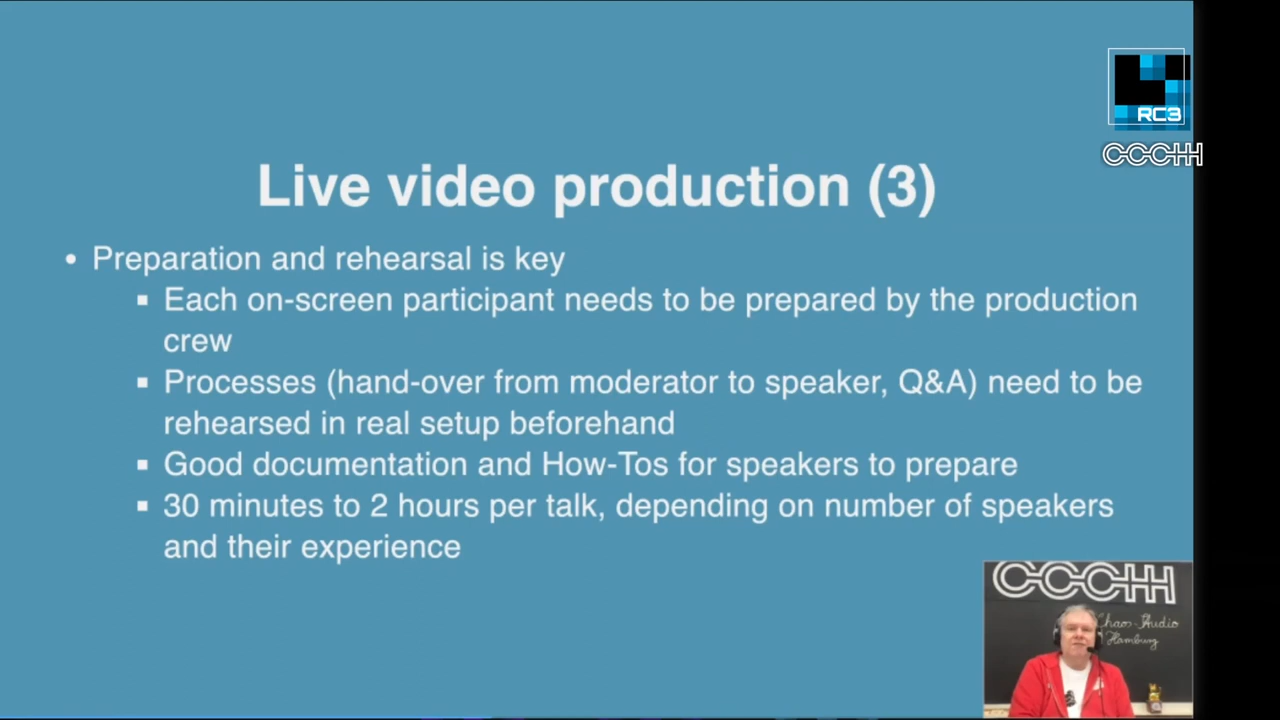 RC3
CCCHH
Live video production (3)
• Preparation and rehearsal is key
▪ Each on-screen participant needs to be prepared by the production
crew
▪ Processes (hand-over from moderator to speaker, Q&A) need to be
rehearsed in real setup beforehand
▪ Good documentation and How-Tos for speakers to prepare
▪ 30 minutes to 2 hours per talk, depending on number of speakers
and their experience
CCCHH
Chaos-Audio
Hamburg